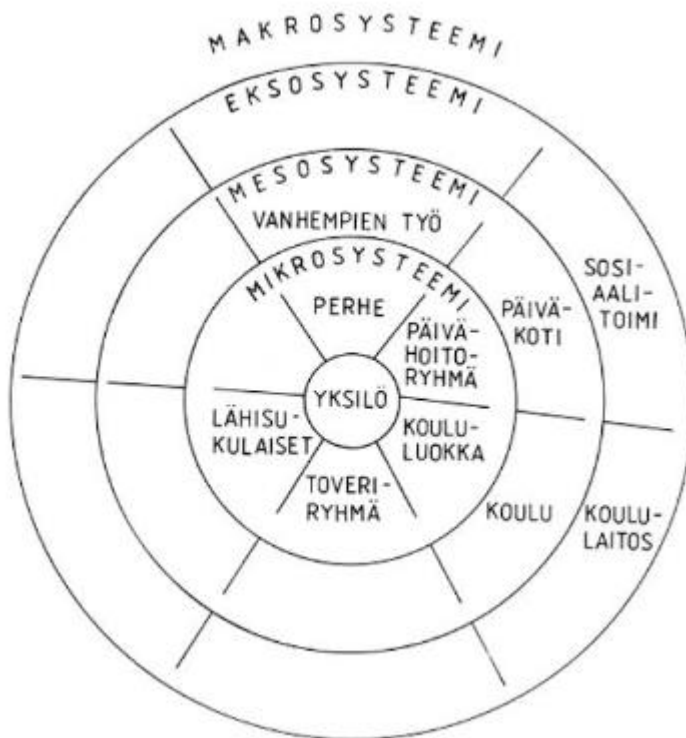 MAKROSYSTEEMI
EKSOSYSTEEMI
MESOSYSTEEMI
VANHEMPIEN TYÖ
MIKROSYSTEEMI
PERHE
PÄIVÄ-
HOITO-
RYHMÄ
PÄIVÄ-
KOTI
SOSI-
AALI-
TOIMI
YKSILÖ
LÄHISU-
KULAISET
KOULU-
LUOKKA
TOVERI-
RYHMÄ
KOULU
KOULU-
LAITOS